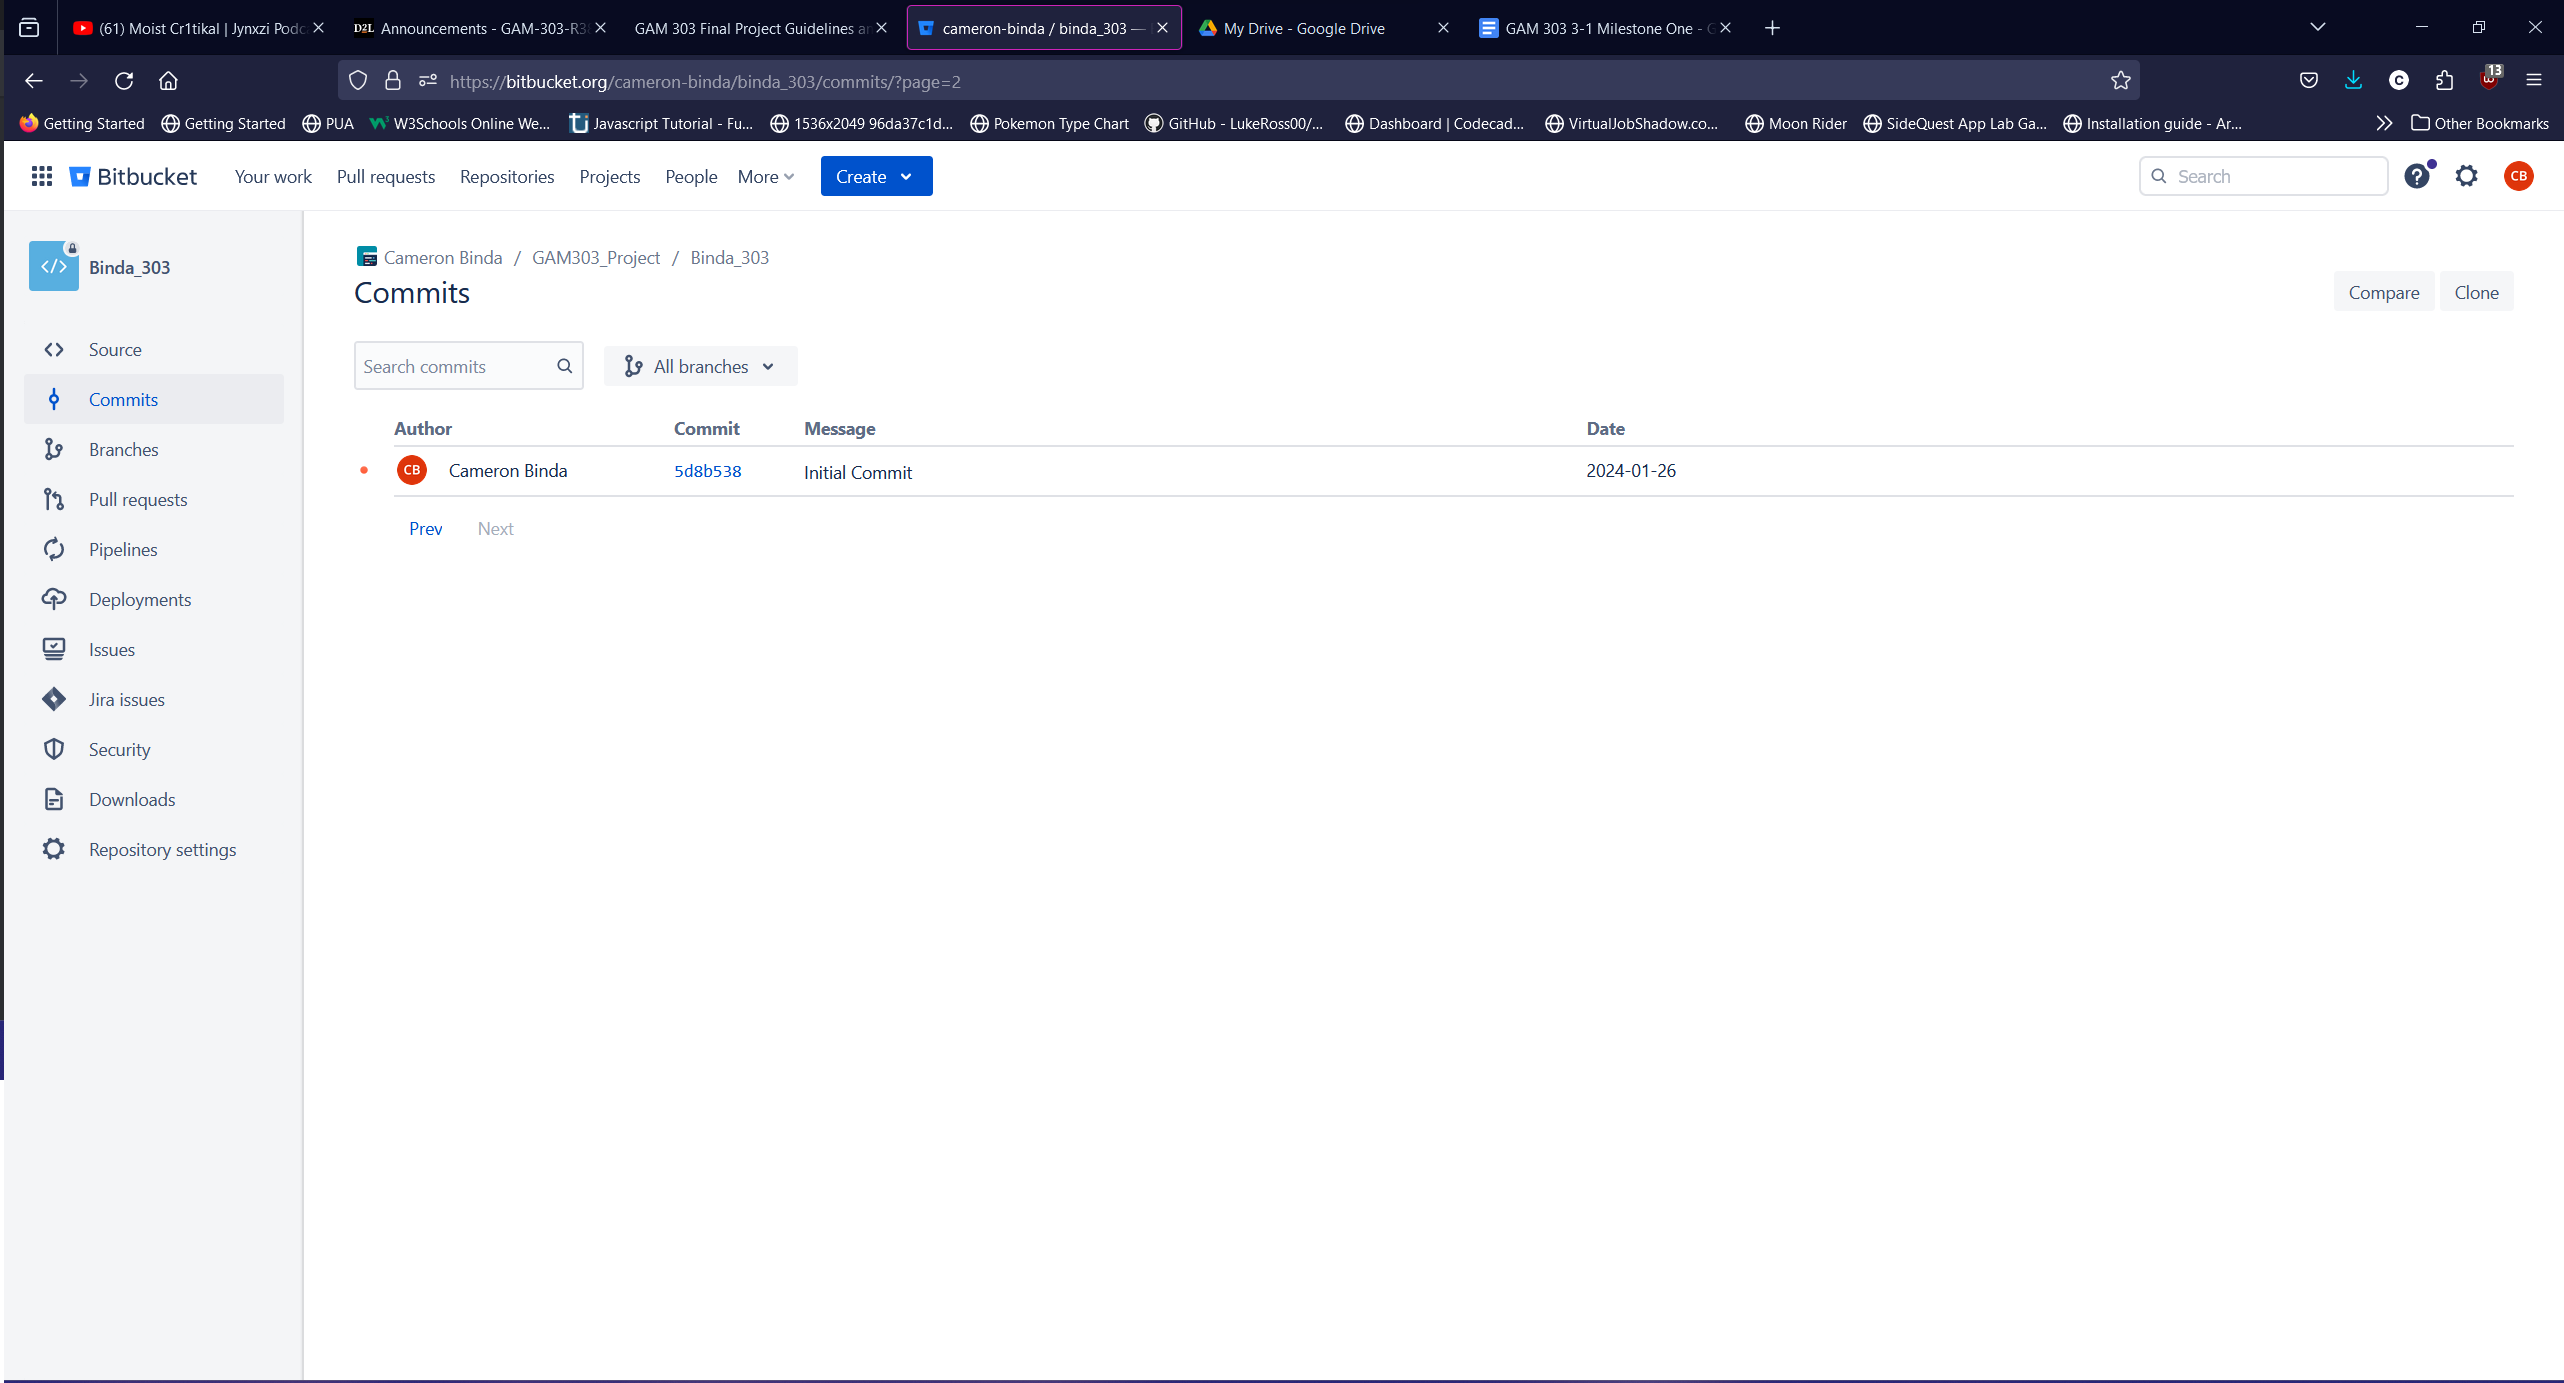 (61) Moist Cr1tikal | Jynxzi Podc
D2L Announcements - GAM-303-R3
GAM 303 Final Project Guidelines ar
cameron-binda / binda_303 —
My Drive - Google Drive
GAM 303 3-1 Milestone One - G
https://bitbucket.org/cameron-binda/binda_303/commits/?page=2
C
13
Getting Started
Getting Started
PUA
W3Schools Online We...
Javascript Tutorial - Fu...
1536x2049 96da37c1d...
Pokemon Type Chart
GitHub - LukeRoss00/...
Dashboard | Codecad...
VirtualJobShadow.co...
Moon Rider
SideQuest App Lab Ga...
Installation guide - Ar...
Other Bookmarks
Bitbucket
Your work
Pull requests
Repositories
Projects
People
More
Create
Search
CB
Binda_303
Source
Commits
Branches
Pull requests
Pipelines
Deployments
Issues
Jira issues
Security
Downloads
Repository settings
Cameron Binda / GAM303_Project / Binda_303
Commits
Compare
Clone
Search commits
All branches
Author Commit Message Date
CB Cameron Binda 5d8b538 Initial Commit 2024-01-26
Prev Next